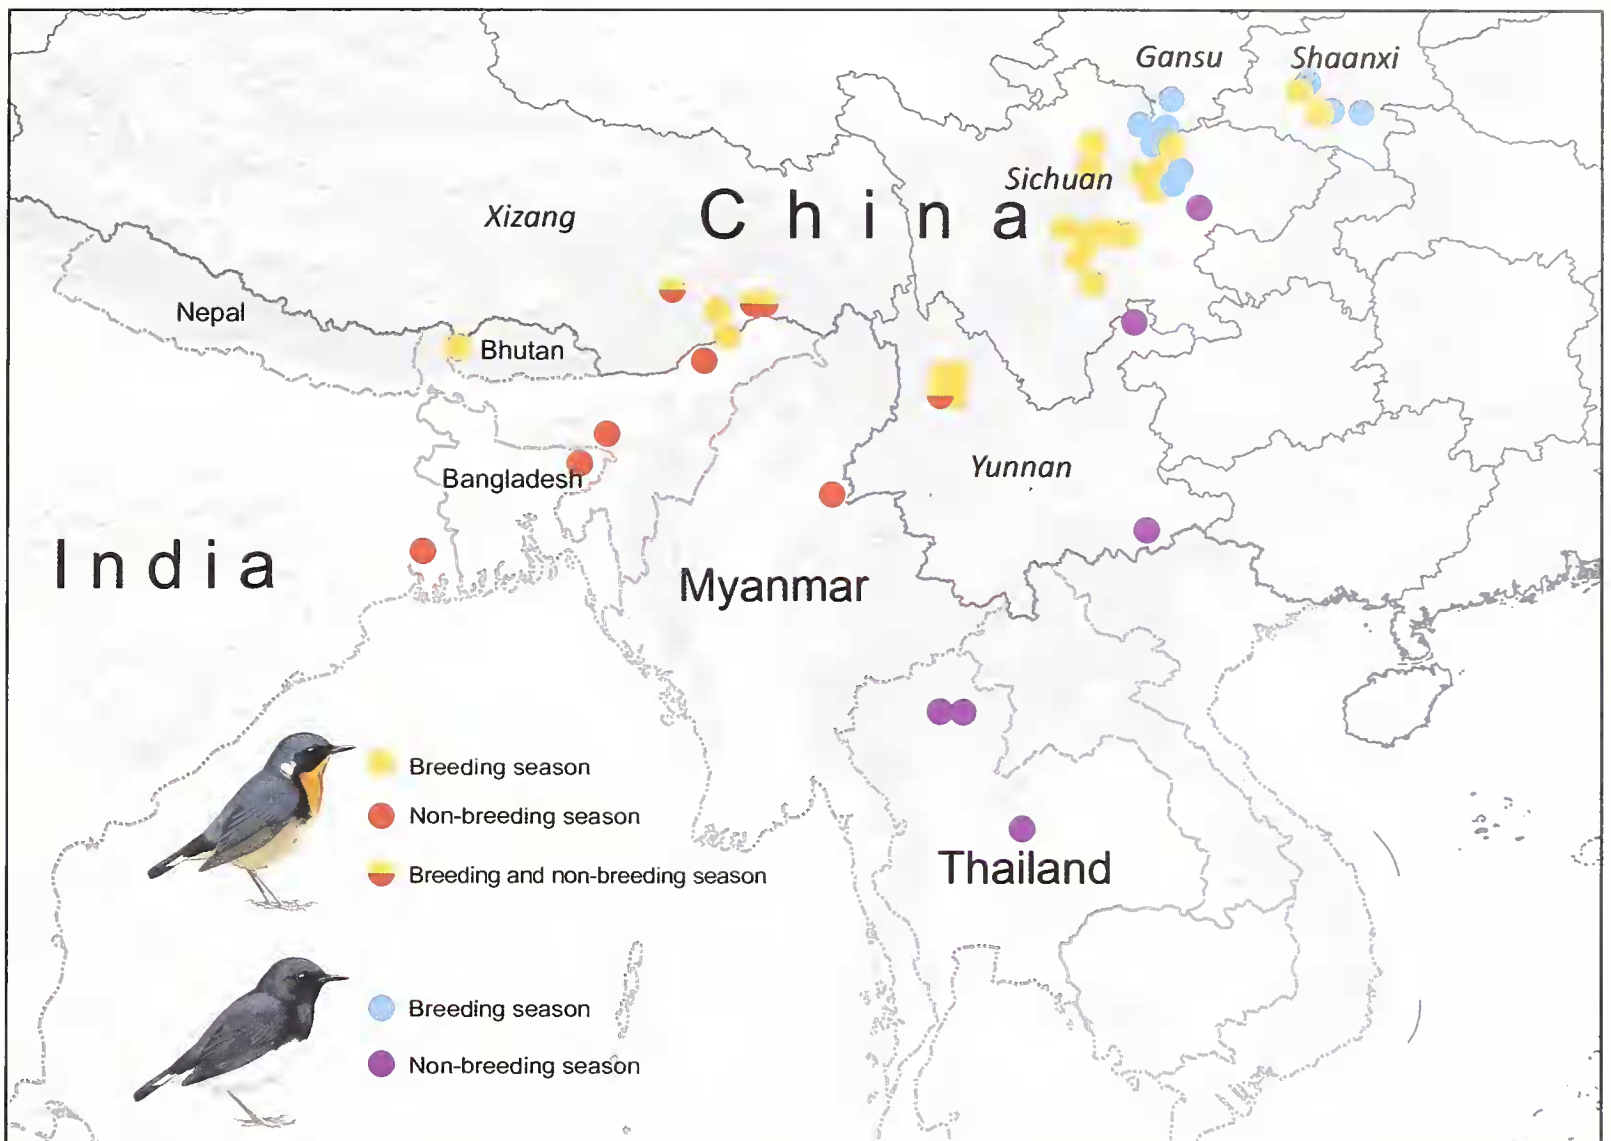 Gansu
Shaanxi
Sichuan
China
Xizang
Nepal
Bhutan
Yunnan
Bangladesh
India
Myanmar
Breeding season
Non-breeding season
Thailand
Breeding and non-breeding season
Breeding season
Non-breeding season